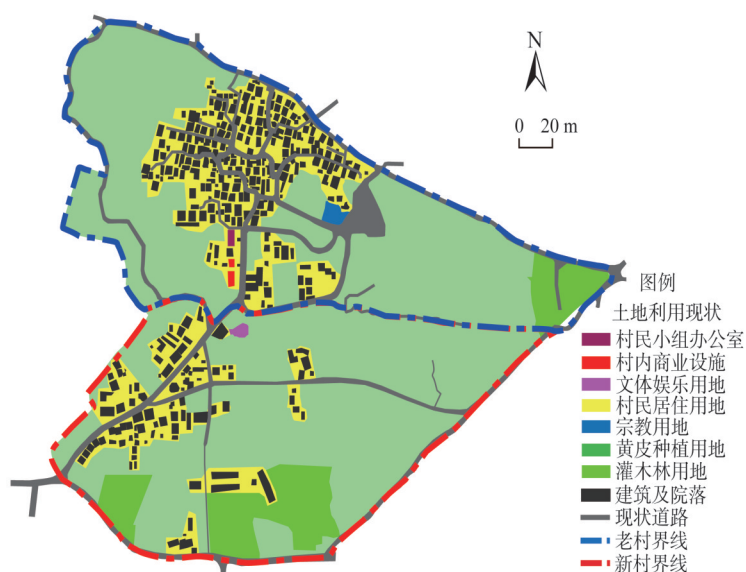 N
0 20 m
图例
土地利用现状
村民小组办公室
村内商业设施
文体娱乐用地
村民居住用地
宗教用地
黄皮种植用地
灌木林用地
建筑及院落
现状道路
老村界线
新村界线